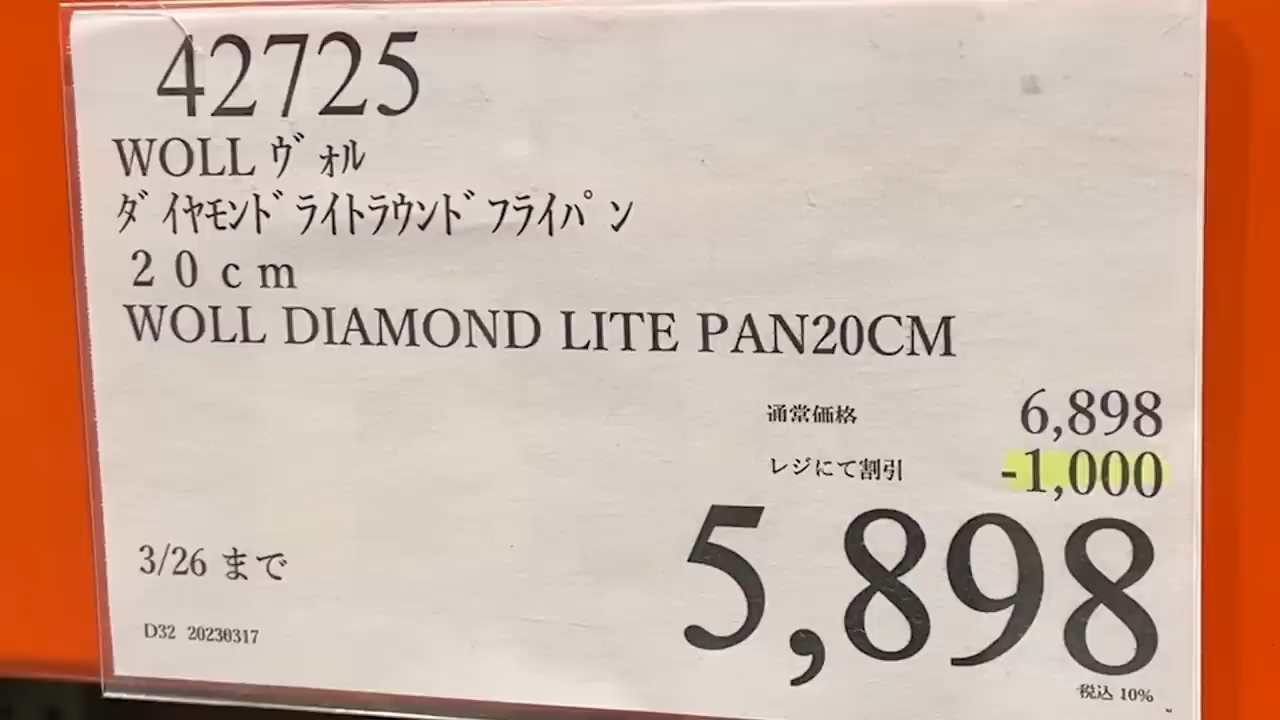 42725
WOLL ヴォル
ダイヤモンドライトラウンドフライパン
20cm
WOLL DIAMOND LITE PAN20CM
通常価格 6,898
レジにて割引 -1,000
5,898
3/26 まで
D32 20230317
税込 10%